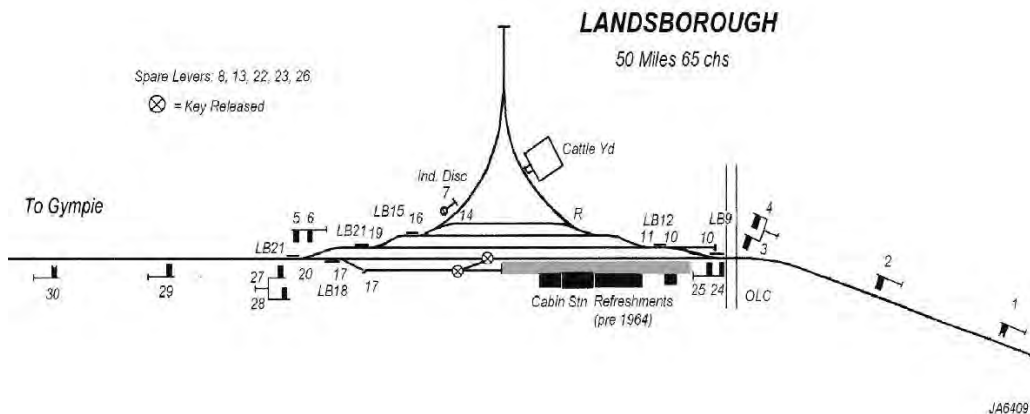 LANDSBOROUGH
50 Miles 65 chs
Spare Levers: 8, 13, 22, 23, 26
= Key Released
Cattle Yd
Ind. Disc
7
To Gympie
LB15
16
14
R
4
5 6
LB21
19
LB12
11
10
LB9
10
3
LB21
20
17
LB18
17
2
30
29
27
28
25
24
OLC
1
Cabin Stn Refreshments
(pre 1964)
JA6409